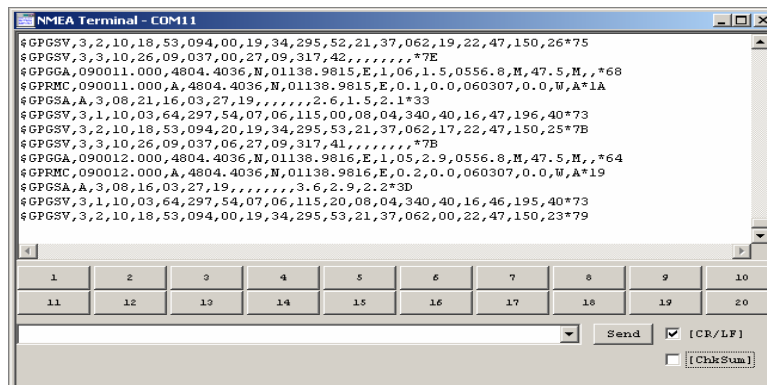 NMEA Terminal - COM11
$GPGSV,3,2,10,18,53,094,00,19,34,295,52,21,37,062,19,22,47,150,26*75
$GPGSV,3,3,10,26,09,037,00,27,09,317,42,,,,,,,,*7E
$GPGGA,090011.000,4804.4036,N,01138.9815,E,1,06,1.5,0556.8,M,47.5,M,,*68
$GPRMC,090011.000,A,4804.4036,N,01138.9815,E,0.1,0.0,060307,0.0,W,A*1A
$GPGSA,A,3,08,21,16,03,27,19,,,,,,,2.6,1.5,2.1*33
$GPGSV,3,1,10,03,64,297,54,07,06,115,00,08,04,340,40,16,47,196,40*73
$GPGSV,3,2,10,18,53,094,20,19,34,295,53,21,37,062,17,22,47,150,25*7B
$GPGSV,3,3,10,26,09,037,06,27,09,317,41,,,,,,,,*7B
$GPGGA,090012.000,4804.4036,N,01138.9816,E,1,05,2.9,0556.8,M,47.5,M,,*64
$GPRMC,090012.000,A,4804.4036,N,01138.9816,E,0.2,0.0,060307,0.0,W,A*19
$GPGSA,A,3,08,16,03,27,19,,,,,,,,3.6,2.9,2.2*3D
$GPGSV,3,1,10,03,64,297,54,07,06,115,20,08,04,340,40,16,46,195,40*73
$GPGSV,3,2,10,18,53,094,00,19,34,295,53,21,37,062,00,22,47,150,23*79
1 2 3 4 5 6 7 8 9 10
11 12 13 14 15 16 17 18 19 20
Send [CR/LF]
[ChkSum]